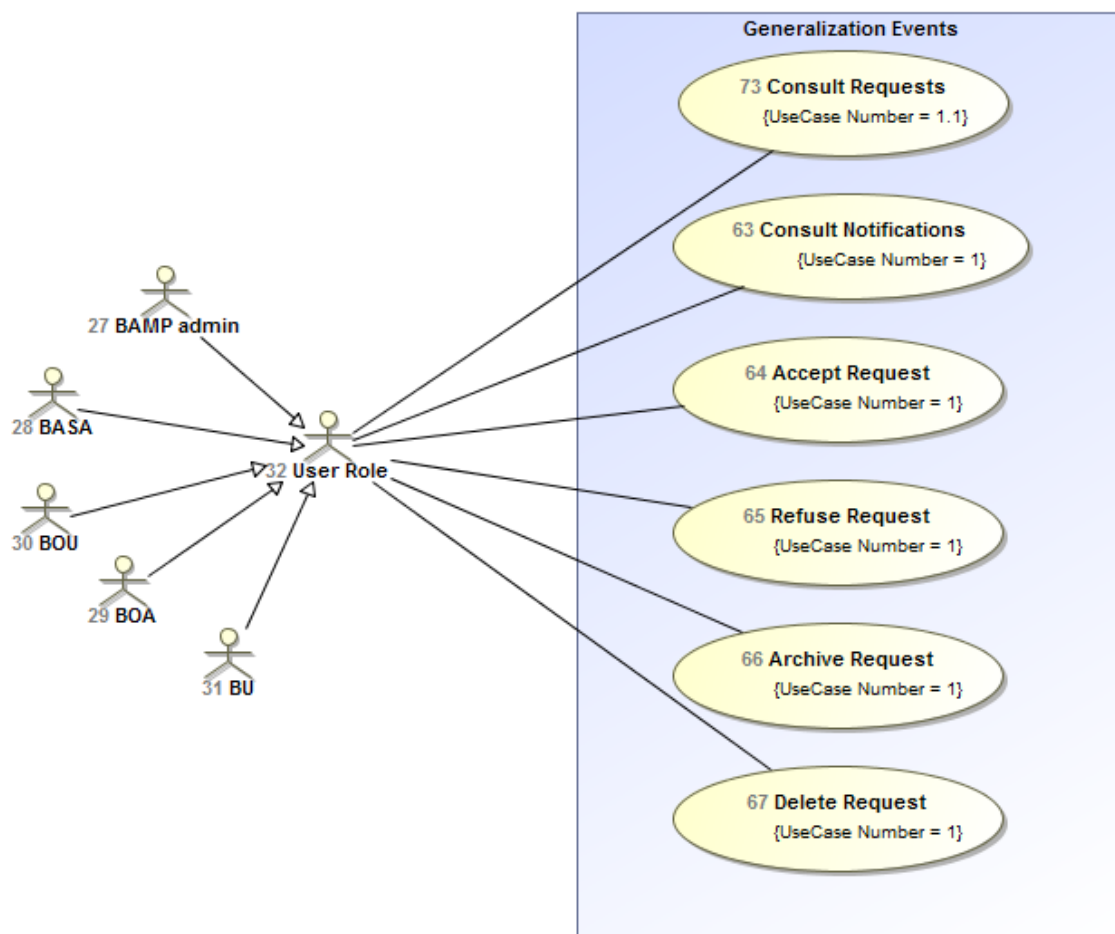 Generalization Events
73 Consult Requests
{UseCase Number = 1.1}
63 Consult Notifications
{UseCase Number = 1}
27 BAMP admin
64 Accept Request
{UseCase Number = 1}
28 BASA
32 User Role
65 Refuse Request
{UseCase Number = 1}
30 BOU
29 BOA
66 Archive Request
{UseCase Number = 1}
31 BU
67 Delete Request
{UseCase Number = 1}